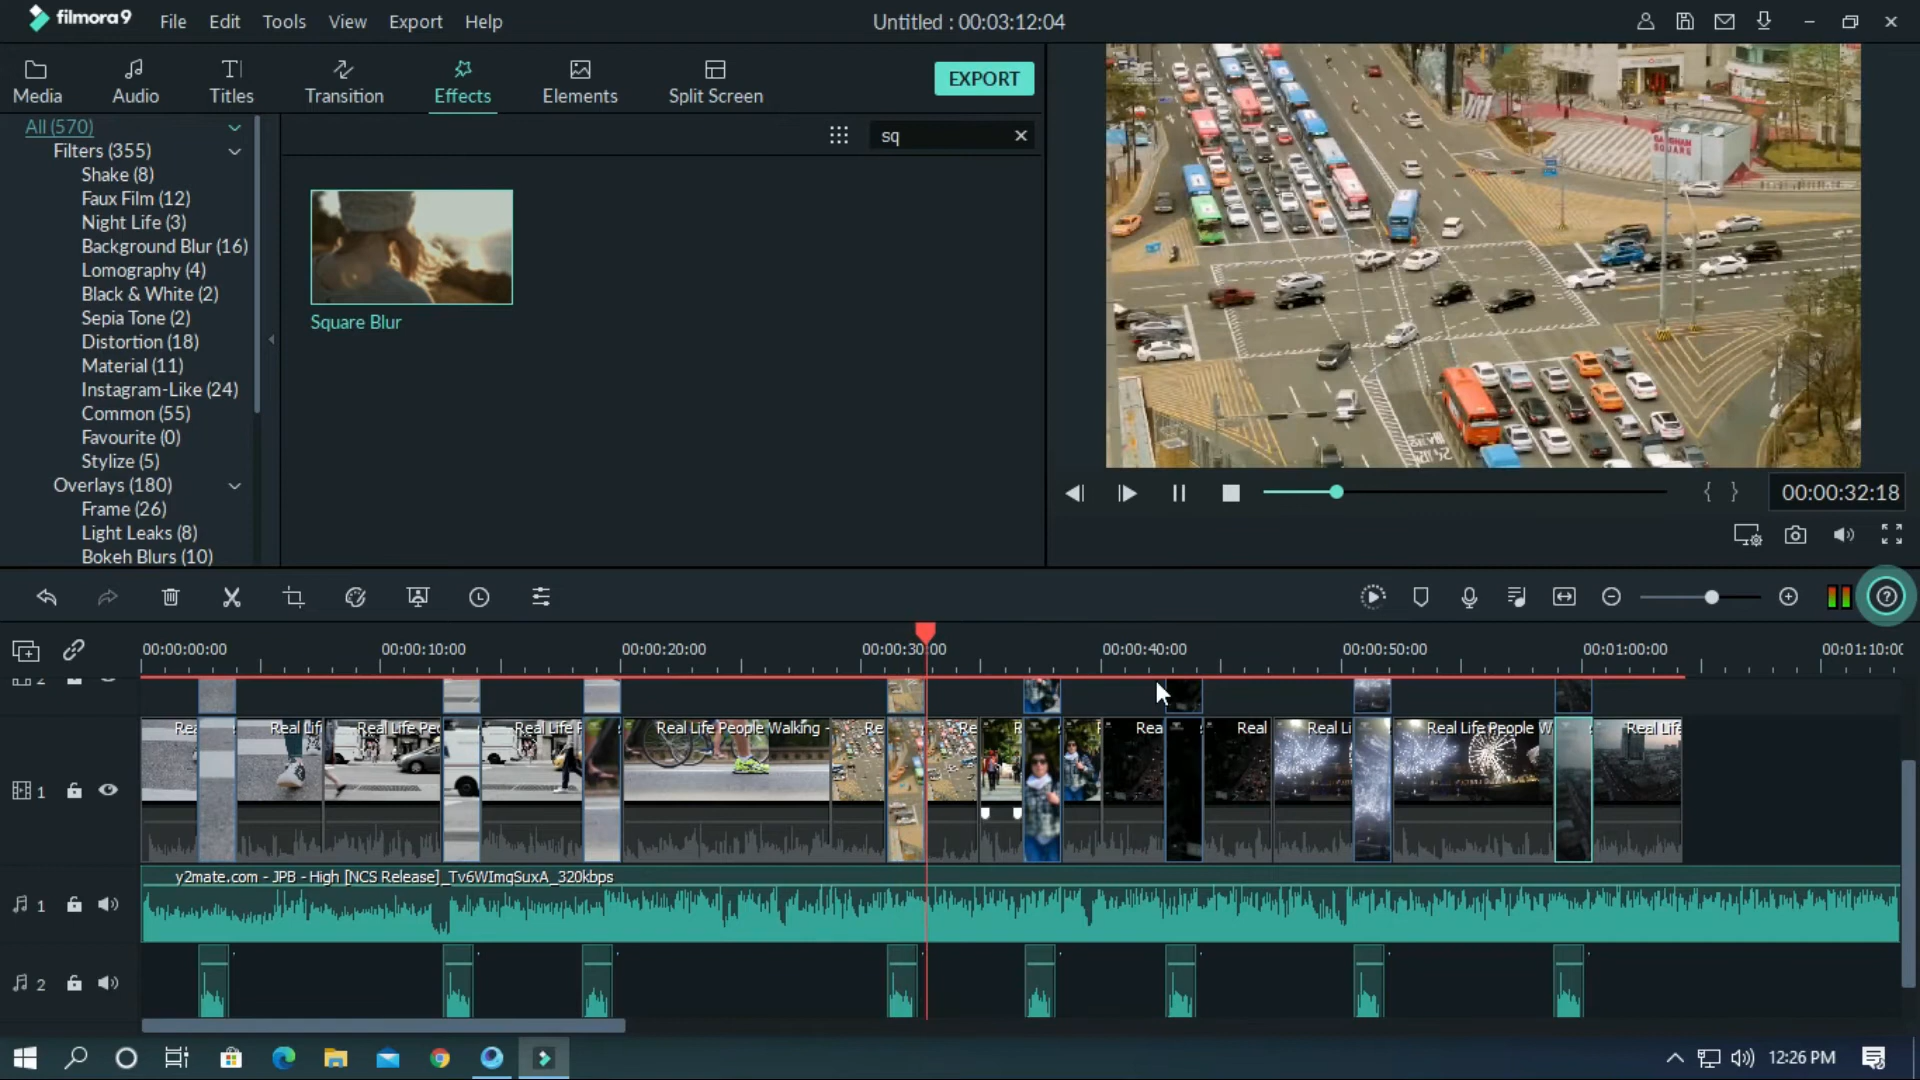 filmora9
File Edit Tools View Export Help
Untitled : 00:03:12:04
Media Audio Titles Transition Effects Elements Split Screen
EXPORT
All (570)
Filters (355)
Shake (8)
Faux Film (12)
Night Life (3)
Background Blur (16)
Lomography (4)
Black & White (2)
Sepia Tone (2)
Distortion (18)
Material (11)
Instagram-Like (24)
Common (55)
Favourite (0)
Stylize (5)
Overlays (180)
Frame (26)
Light Leaks (8)
Bokeh Blurs (10)
sq
Square Blur
SQUARE
00:00:32:18
00:00:00:00 00:00:10:00 00:00:20:00 00:00:30:00 00:00:40:00 00:00:50:00 00:01:00:00 00:01:10:00
2
Rea Real Lif Real Life Peo Real Life F Real Life People Walking - Re Re R Rea Real Real Li Real Life People W Real Life
1
y2mate.com - JPB - High [NCS Release]_Tv6WImqSuxA_320kbps
1
2
12:26 PM